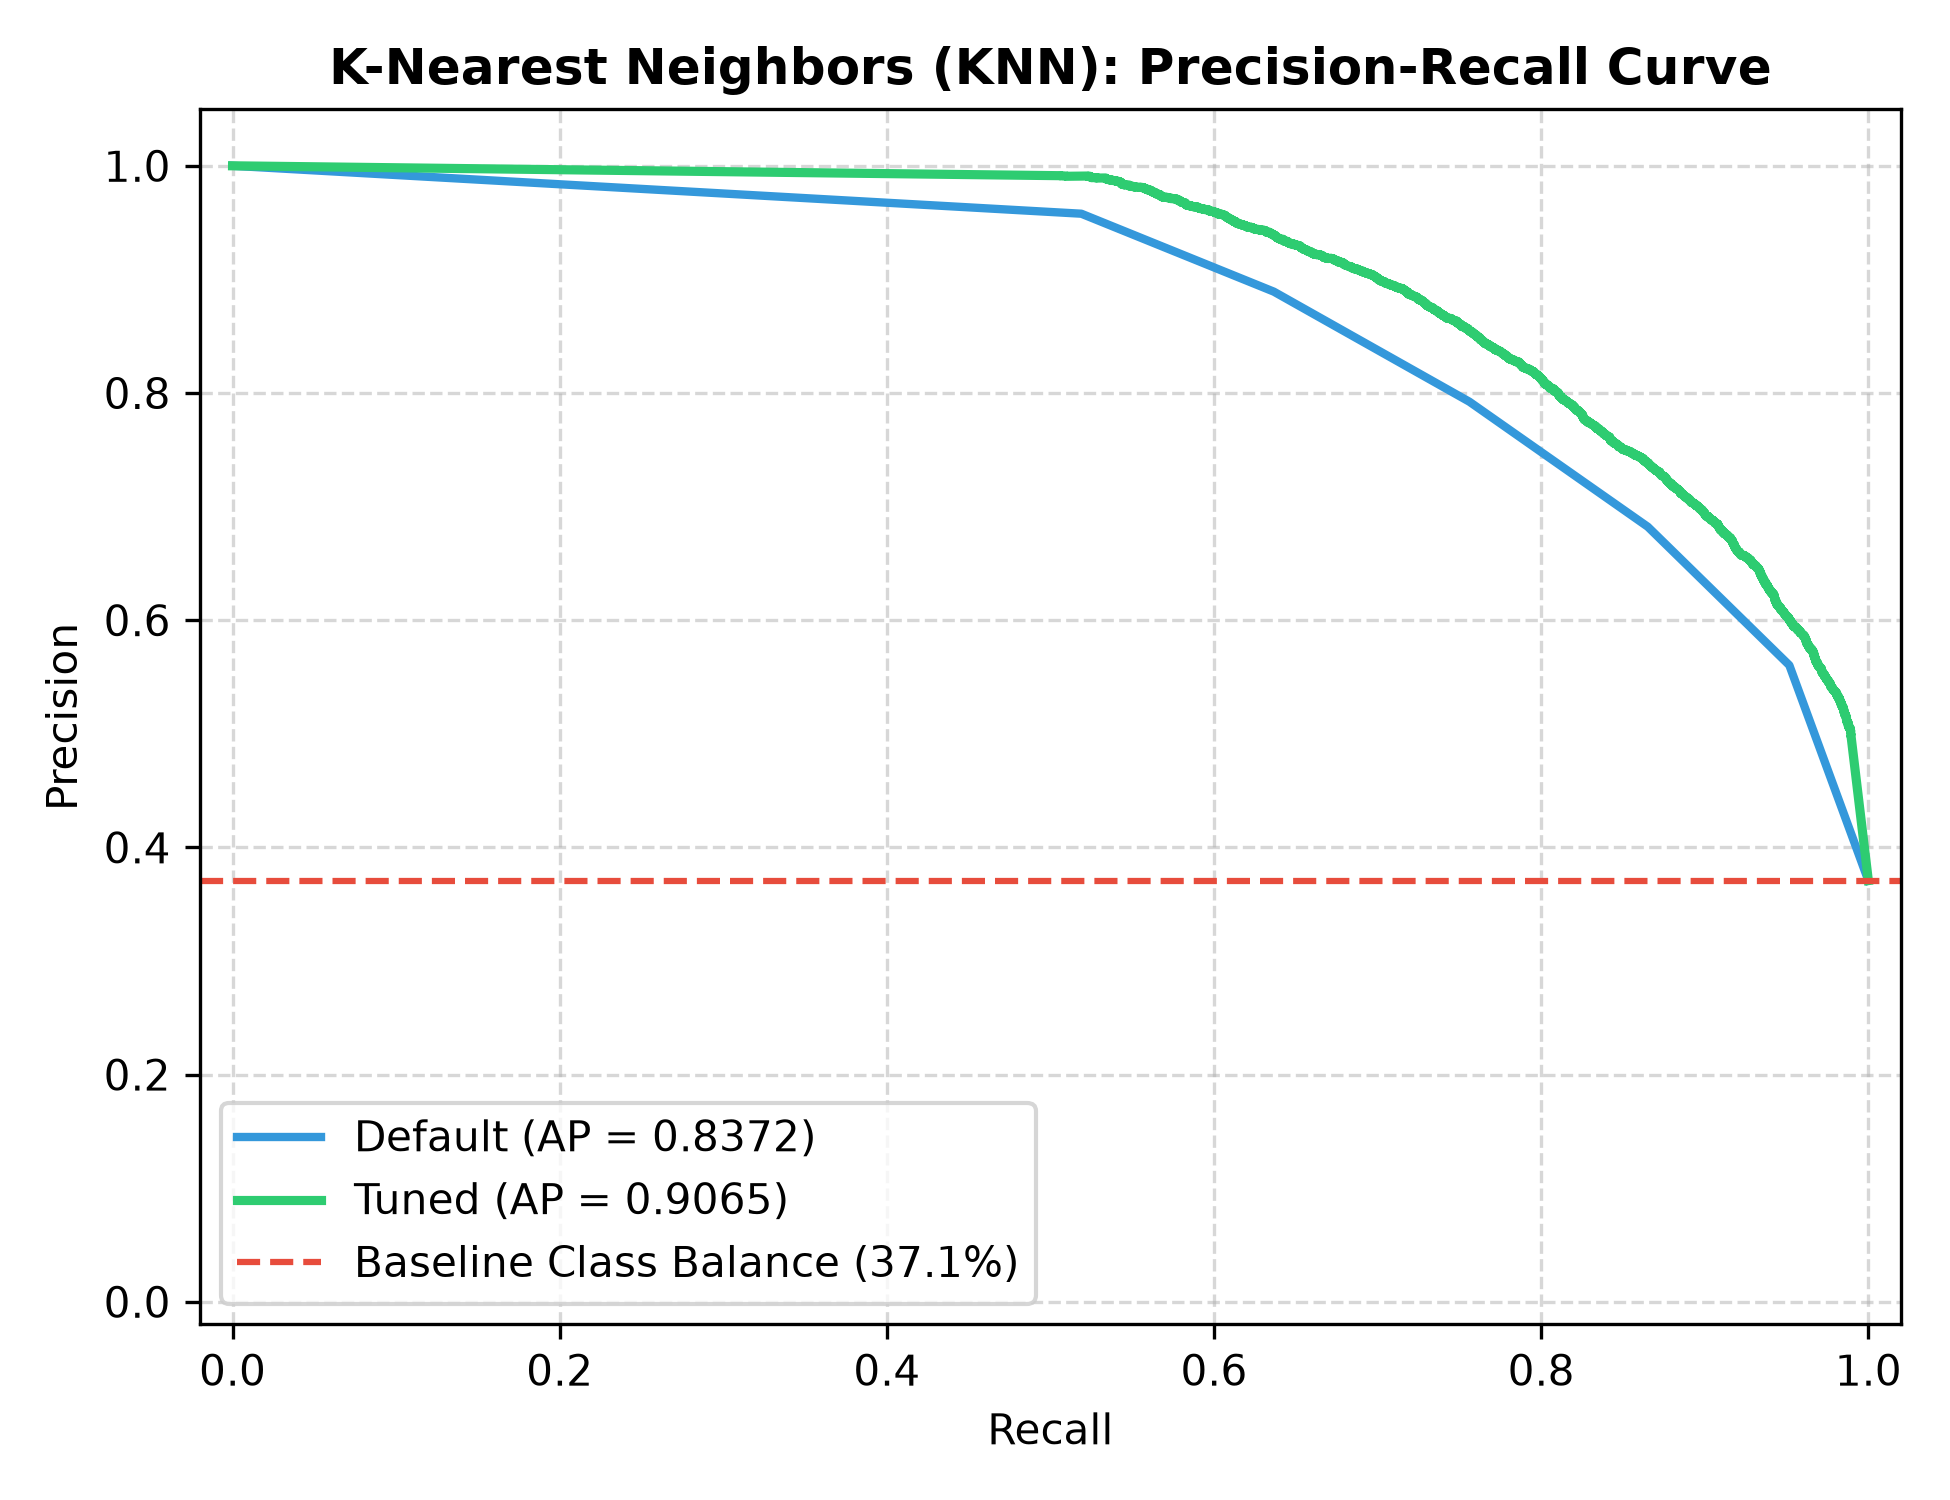 K-Nearest Neighbors (KNN): Precision-Recall Curve
1.0
0.8
0.6
0.4
0.2
0.0
Precision
Default (AP = 0.8372)
Tuned (AP = 0.9065)
Baseline Class Balance (37.1%)
0.0 0.2 0.4 0.6 0.8 1.0
Recall